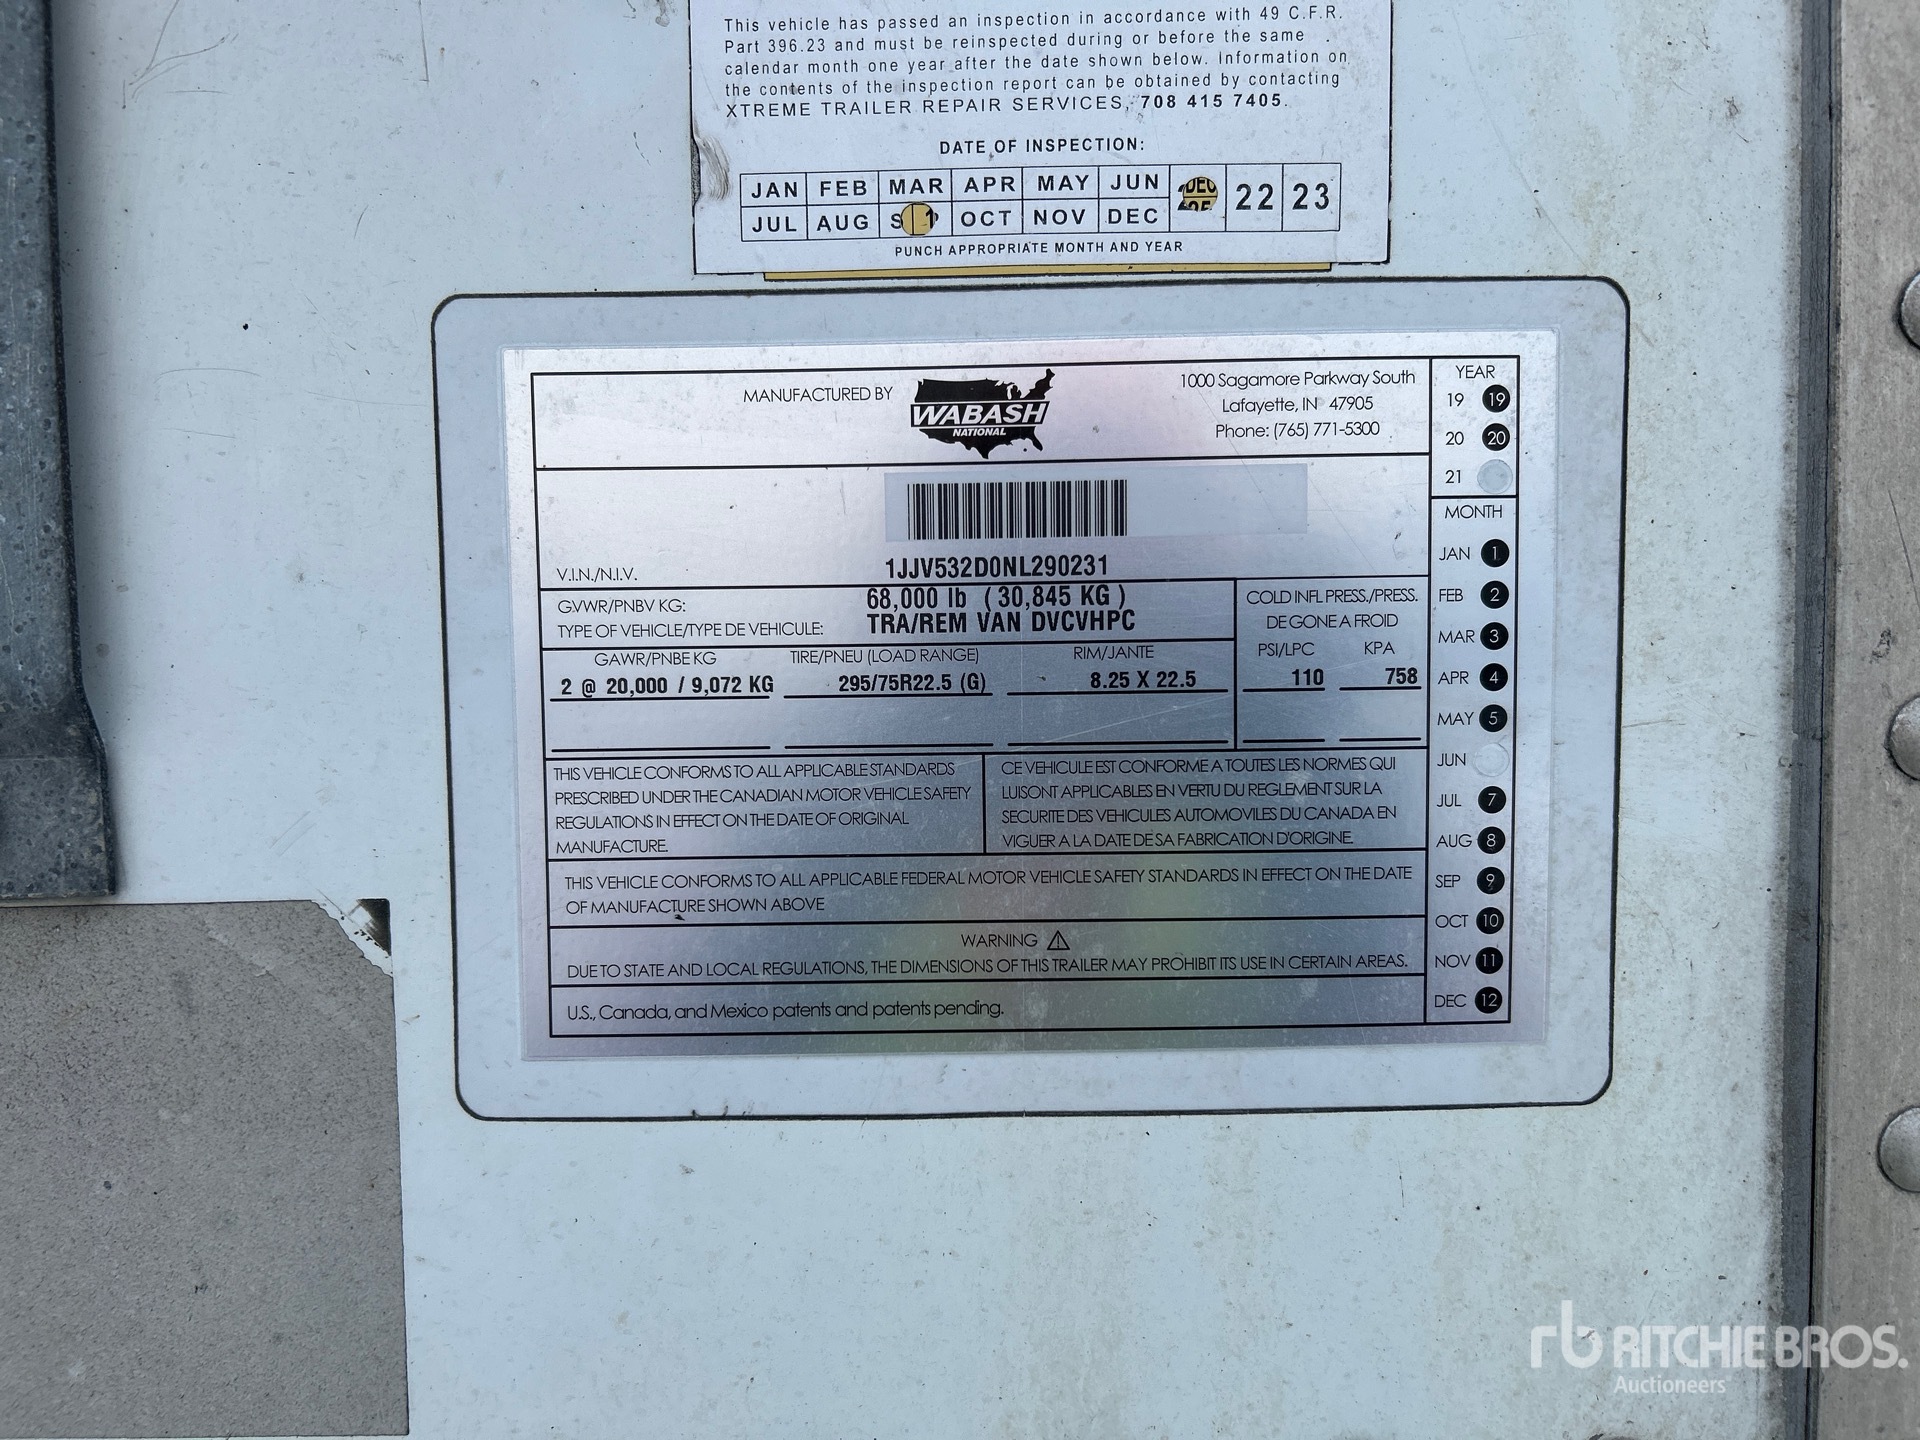 This vehicle has passed an inspection in accordance with 49 C.F.R.
Part 396.23 and must be reinspected during or before the same
calendar month one year after the date shown below. Information on
the contents of the inspection report can be obtained by contacting
XTREME TRAILER REPAIR SERVICES, 708 415 7405.
DATE OF INSPECTION:
JAN FEB MAR APR MAY JUN 22 23
JUL AUG OCT NOV DEC
PUNCH APPROPRIATE MONTH AND YEAR
MANUFACTURED BY
WABASH
NATIONAL
1000 Sagamore Parkway South
Lafayette, IN 47905
Phone: (765) 771-5300
YEAR
19 19
20 20
21
MONTH
JAN 1
FEB 2
MAR 3
APR 4
MAY 5
JUN
JUL 7
AUG 8
SEP 9
OCT 10
NOV 11
DEC 12
V.I.N./N.I.V. 1JJV532D0NL290231
G.V.WR/PNBV KG: 68,000 lb ( 30,845 KG )
TYPE OF VEHICLE/TYPE DE VEHICULE: TRA/REM VAN DVCVHPC
COLD INFL PRESS./PRESS.
DE GONE A FROID
GAWR/PNBE KG TIRE/PNEU (LOAD RANGE) RIM/JANTE PSI/LPC KPA
2 @ 20,000 / 9,072 KG 295/75R22.5 (G) 8.25 X 22.5 110 758
THIS VEHICLE CONFORMS TO ALL APPLICABLE STANDARDS
PRESCRIBED UNDER THE CANADIAN MOTOR VEHICLE SAFETY
REGULATIONS IN EFFECT ON THE DATE OF ORIGINAL
MANUFACTURE.
CE VEHICULE EST CONFORME A TOUTES LES NORMES QUI
LUISONT APPLICABLES EN VERTU DU REGLEMENT SUR LA
SECURITE DES VEHICULES AUTOMOVILES DU CANADA EN
VIGUER A LA DATE DE SA FABRICATION D'ORIGINE.
THIS VEHICLE CONFORMS TO ALL APPLICABLE FEDERAL MOTOR VEHICLE SAFETY STANDARDS IN EFFECT ON THE DATE
OF MANUFACTURE SHOWN ABOVE
WARNING
DUE TO STATE AND LOCAL REGULATIONS, THE DIMENSIONS OF THIS TRAILER MAY PROHIBIT ITS USE IN CERTAIN AREAS.
U.S., Canada, and Mexico patents and patents pending.
rb RITCHIE BROS.
Auctioneers